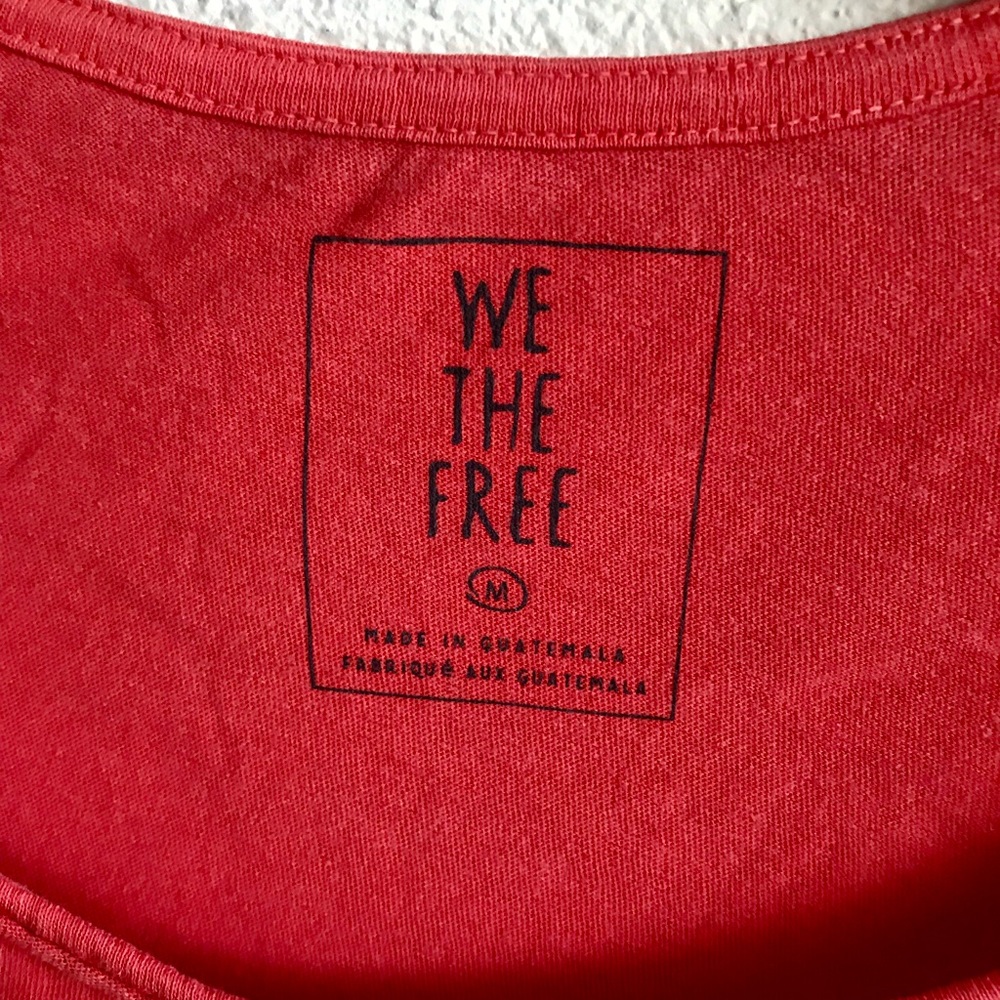 WE
THE
FREE
M
MADE IN GUATEMALA
FABRIQUé AUX GUATEMALA